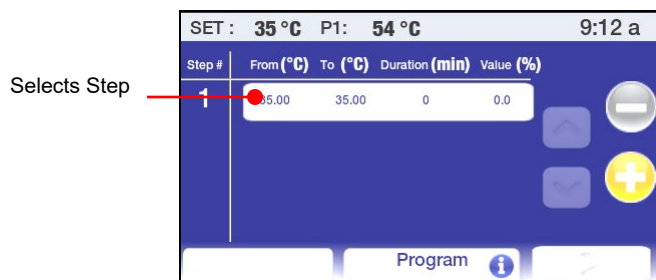 SET : 35 °C P1: 54 °C 9:12 a
Step # From (°C) To (°C) Duration (min) Value (%)
Selects Step
1 35.00 35.00 0 0.0
Program